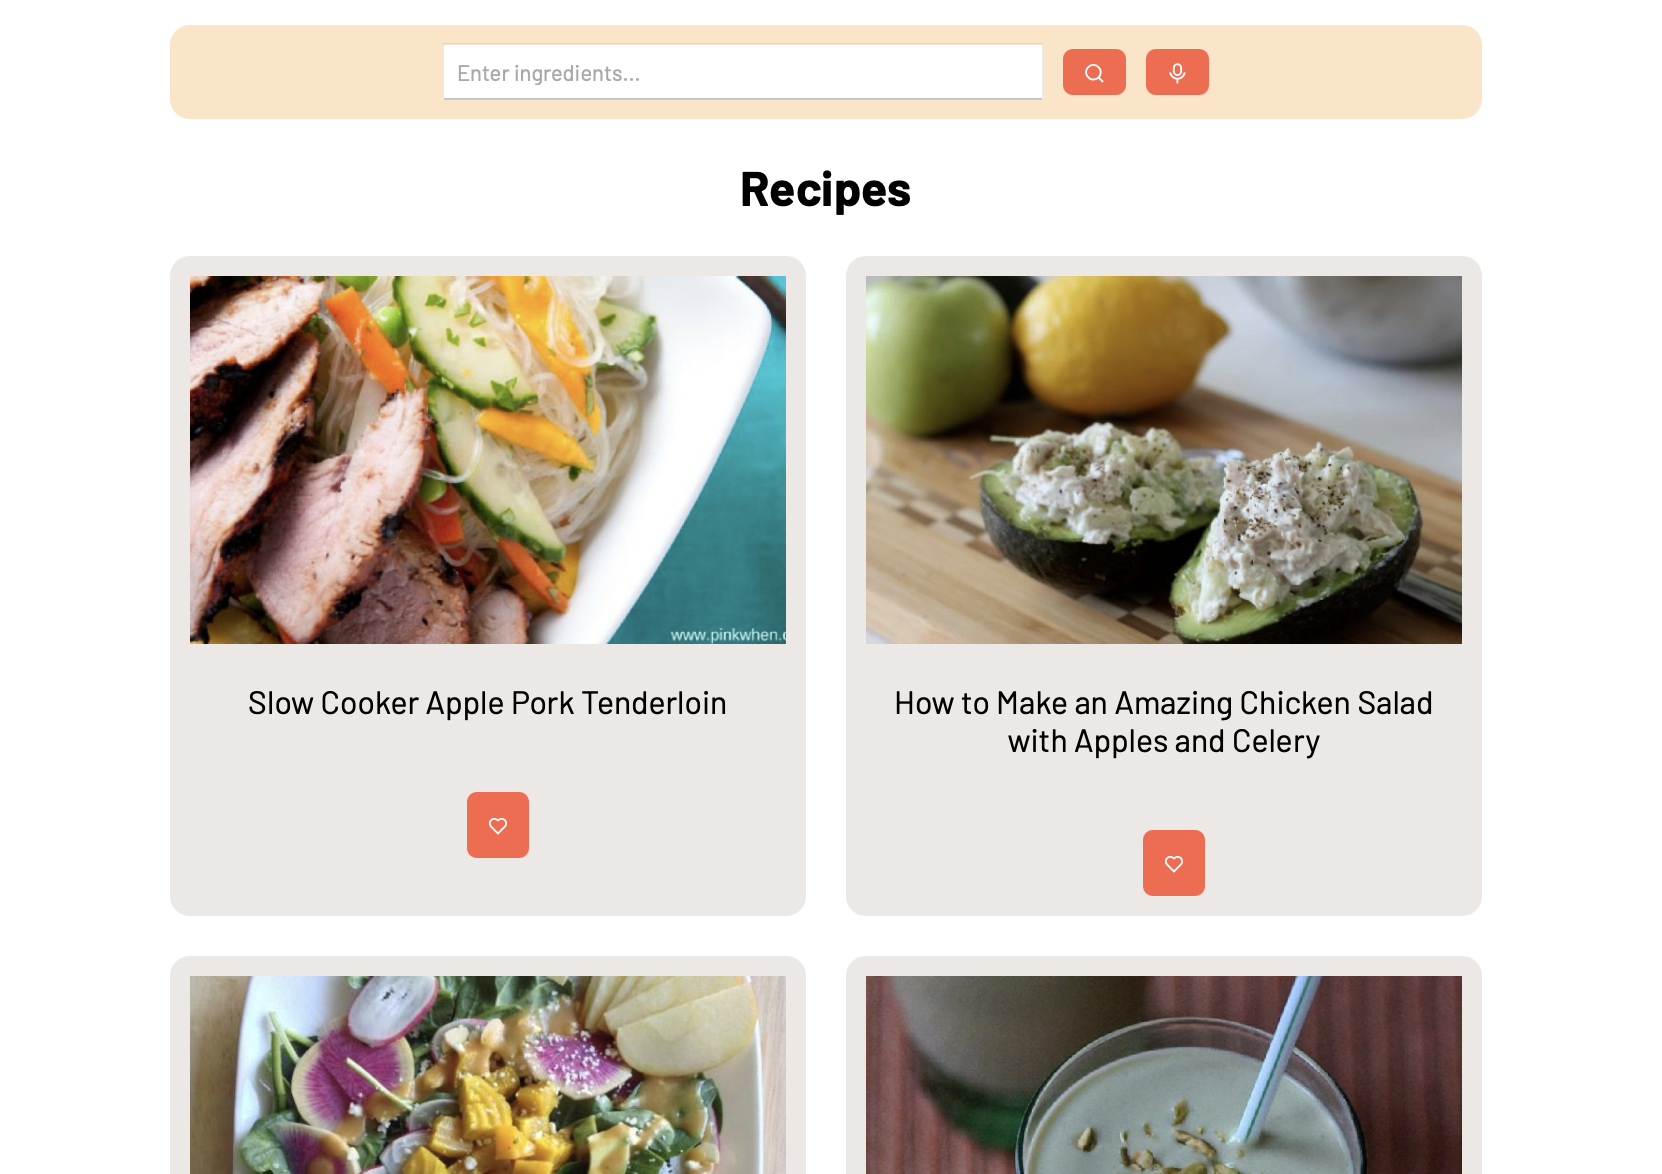 Enter ingredients...
Recipes
www.pinkwhen.c
Slow Cooker Apple Pork Tenderloin
How to Make an Amazing Chicken Salad
with Apples and Celery